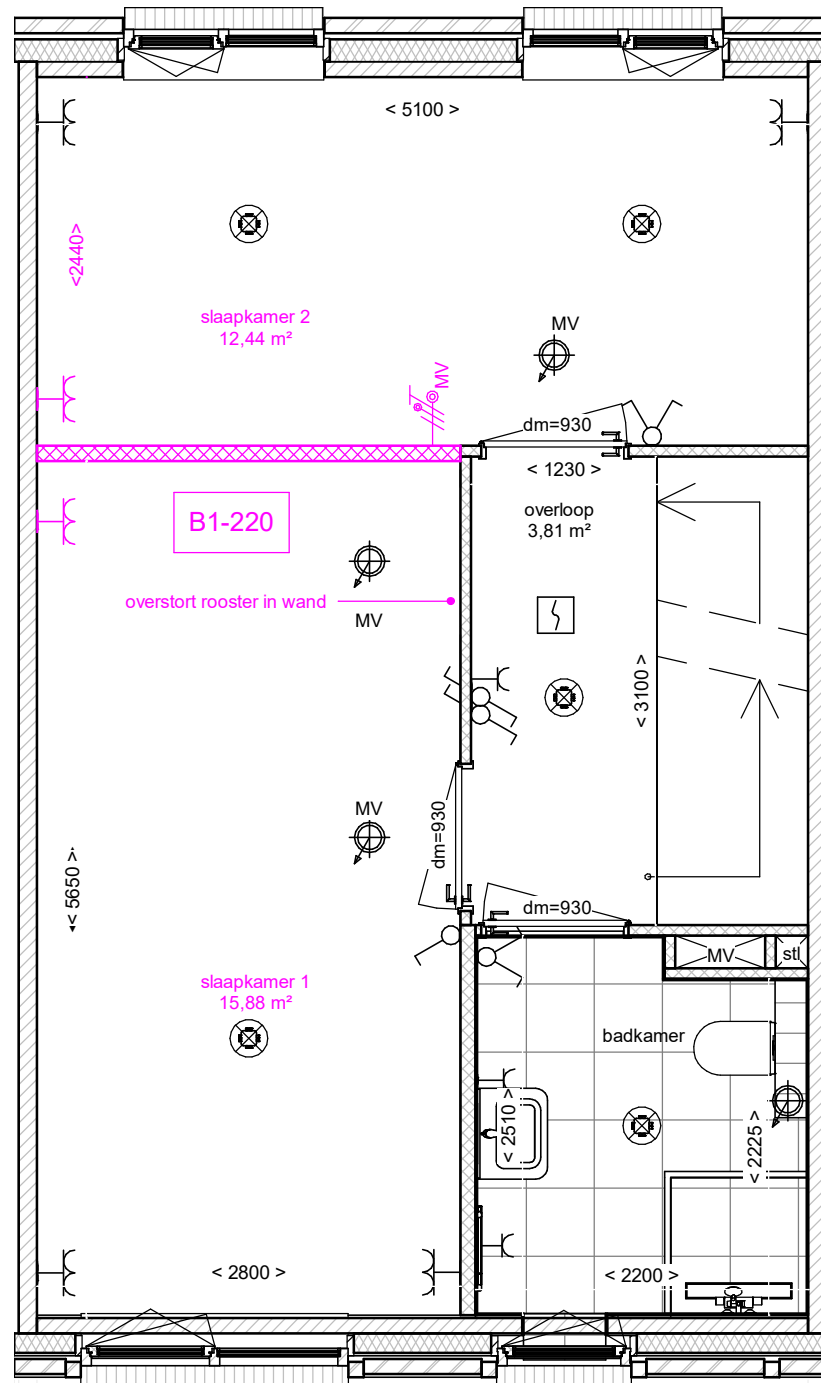 < 5100 >
<2440>
slaapkamer 2
12,44 m²
MV
MV
dm=930
< 1230 >
B1-220
overloop
3,81 m²
overstort rooster in wand
MV
< 3100 >
MV
dm=930
< 5650 >
dm=930
MV
stl
slaapkamer 1
15,88 m²
badkamer
< 2510 >
< 2225 >
< 2800 >
< 2200 >